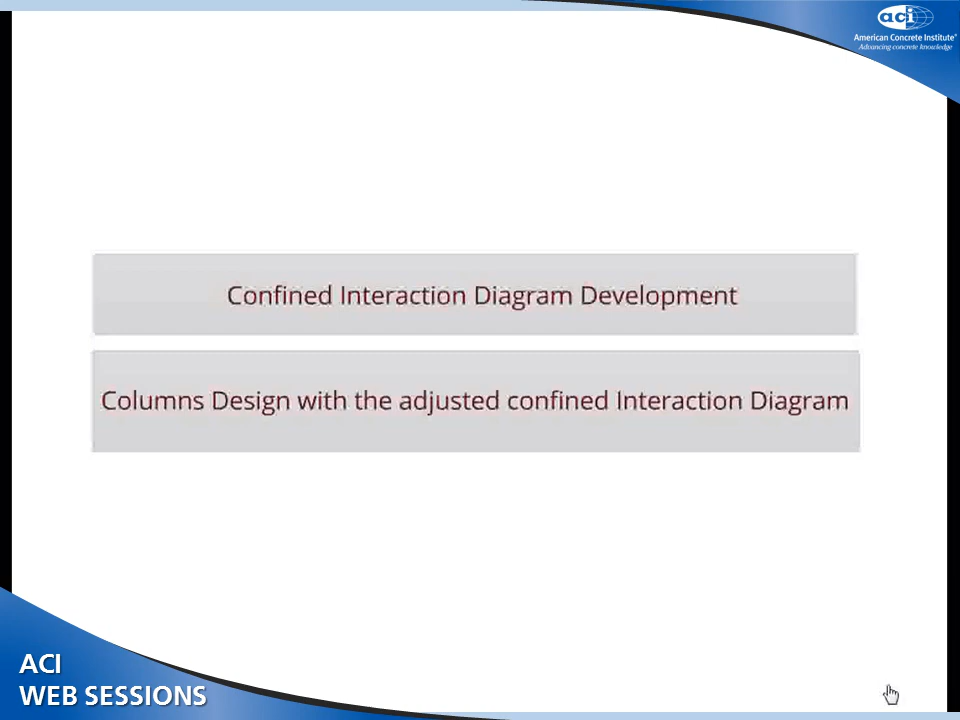 aci
American Concrete Institute®
Advancing concrete knowledge
Confined Interaction Diagram Development
Columns Design with the adjusted confined Interaction Diagram
ACI
WEB SESSIONS